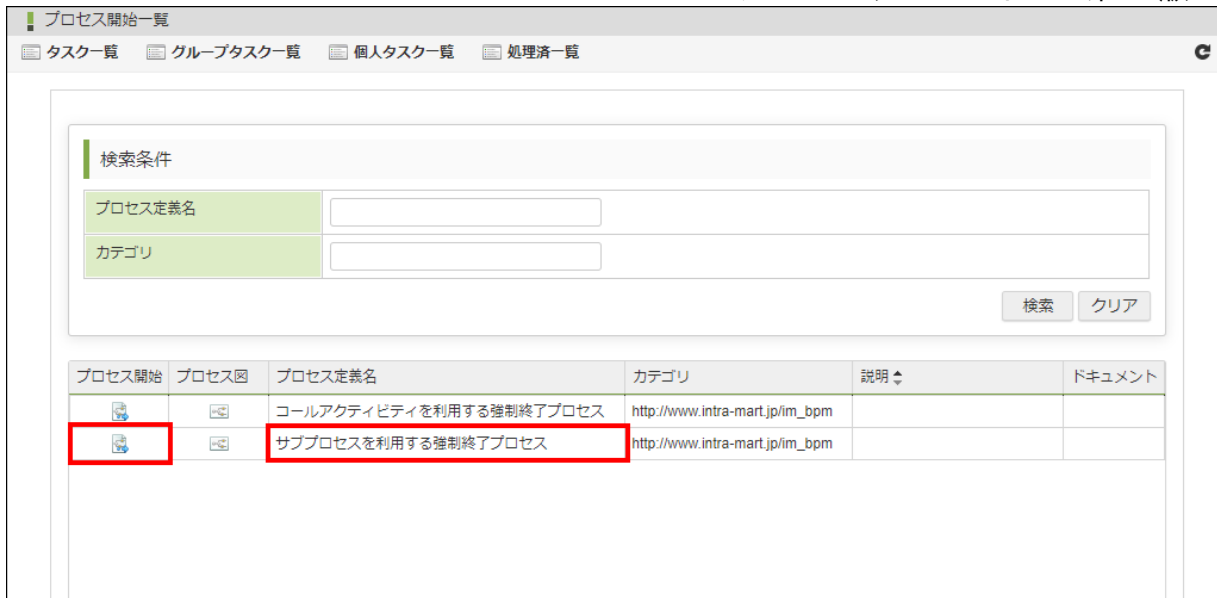 プロセス開始一覧
タスク一覧 グループタスク一覧 個人タスク一覧 処理済一覧
検索条件
プロセス定義名
カテゴリ
検索 クリア
プロセス開始 プロセス図 プロセス定義名 カテゴリ 説明 ドキュメント
コールアクティビティを利用する強制終了プロセス http://www.intra-mart.jp/im_bpm
サブプロセスを利用する強制終了プロセス http://www.intra-mart.jp/im_bpm